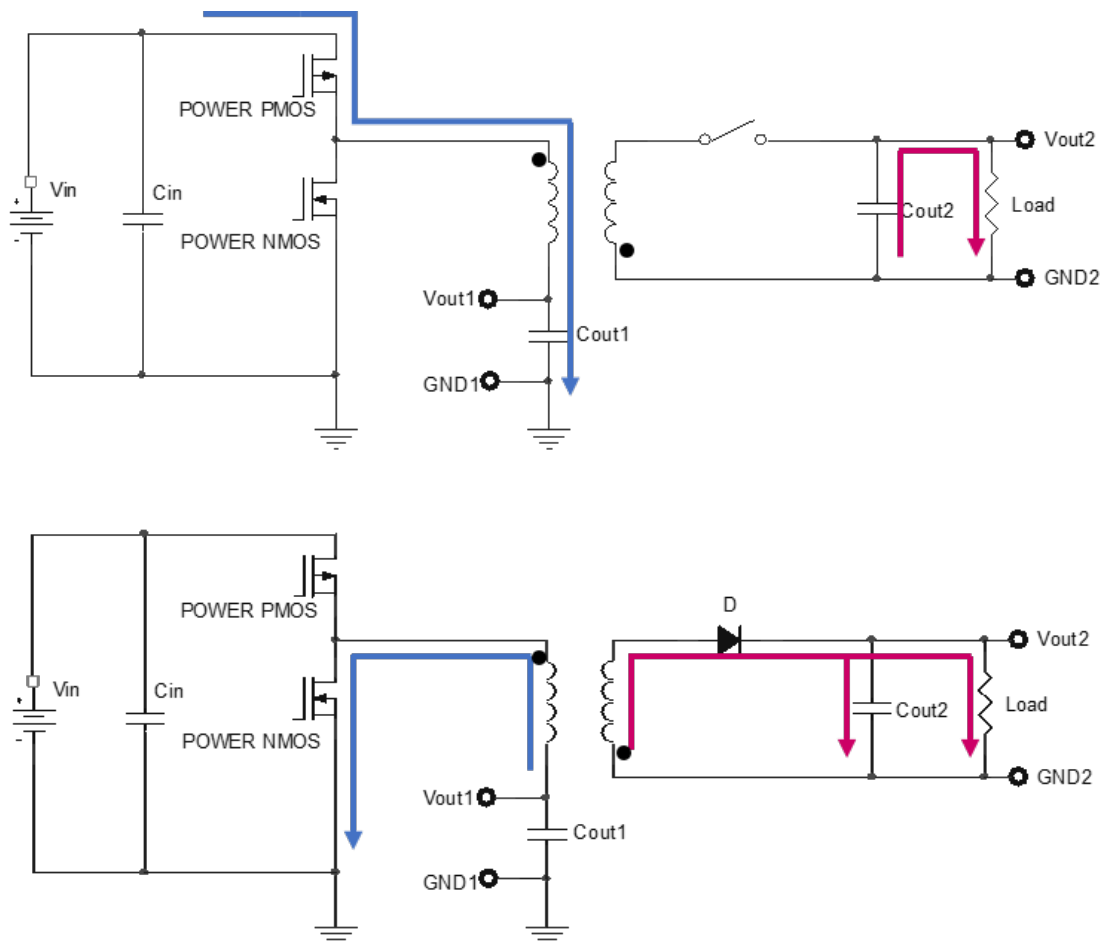 POWER PMOS
Vin
Cin
POWER NMOS
Vout1
Cout1
GND1
Vout2
Cout2
Load
GND2
POWER PMOS
D
Vin
Cin
POWER NMOS
Vout1
Cout1
GND1
Vout2
Cout2
Load
GND2